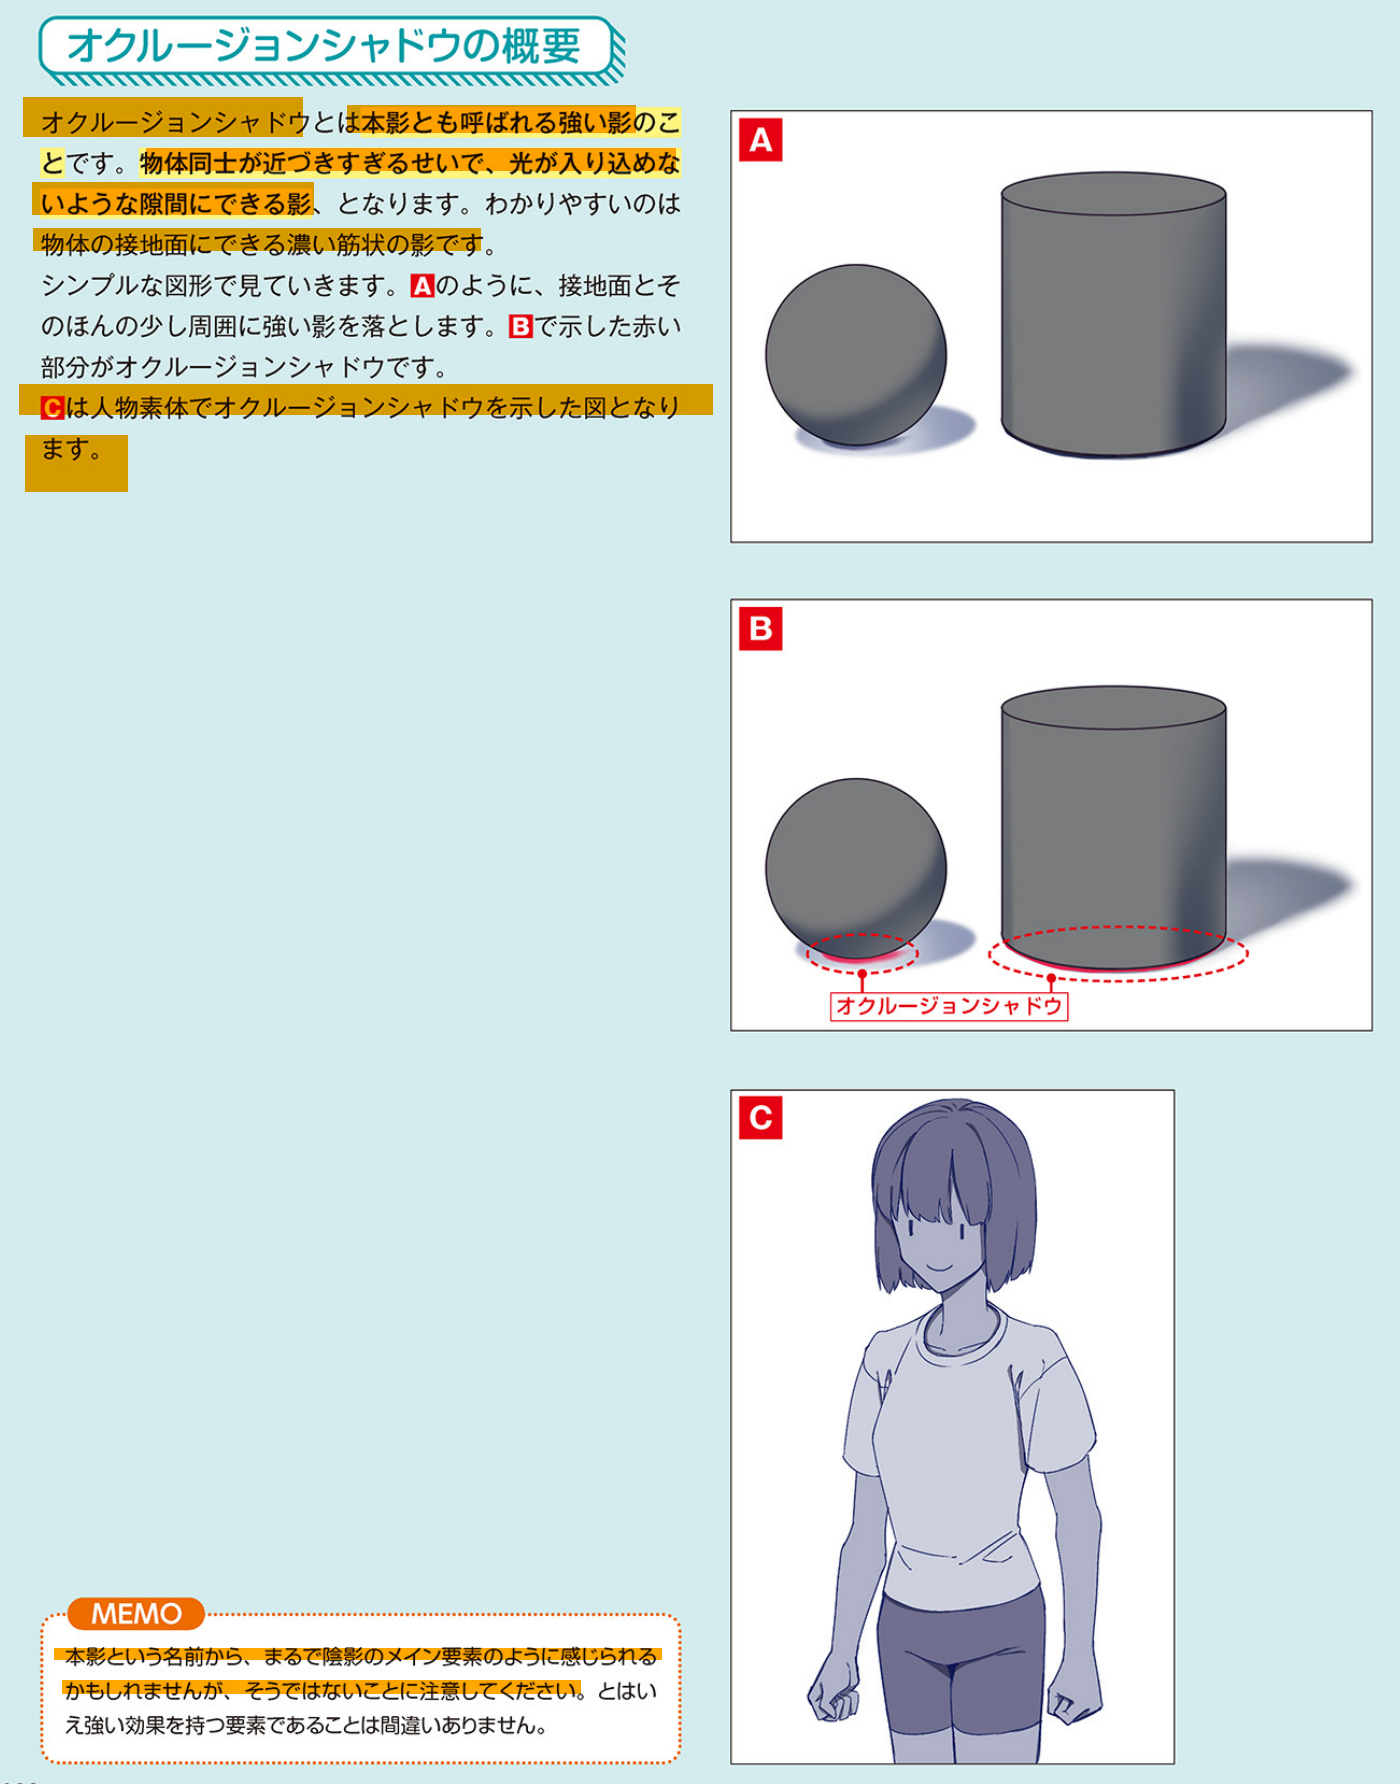 オクルージョンシャドウの概要
オクルージョンシャドウとは本影とも呼ばれる強い影のこ
とです。物体同士が近づきすぎるせいで、光が入り込めな
いような隙間にできる影、となります。わかりやすいのは
物体の接地面にできる濃い筋状の影です。
シンプルな図形で見ていきます。Aのように、接地面とそ
のほんの少し周囲に強い影を落とします。Bで示した赤い
部分がオクルージョンシャドウです。
Cは人物素体でオクルージョンシャドウを示した図となり
ます。
A
B
オクルージョンシャドウ
C
MEMO
本影という名前から、まるで陰影のメイン要素のように感じられる
かもしれませんが、そうではないことに注意してください。とはい
え強い効果を持つ要素であることは間違いありません。